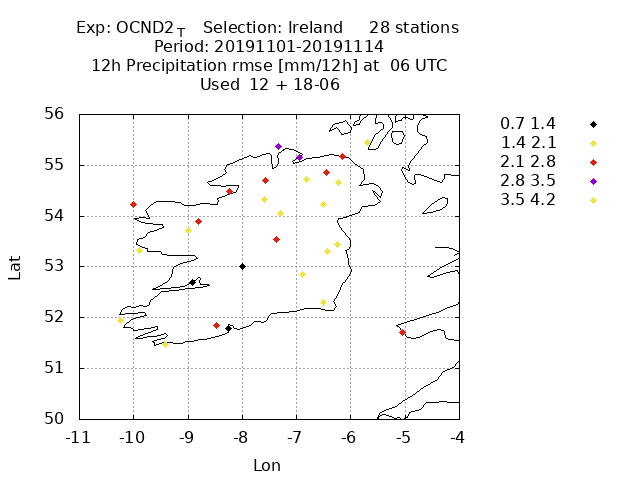 Exp: OCND2T Selection: Ireland 28 stations
Period: 20191101-20191114
12h Precipitation rmse [mm/12h] at 06 UTC
Used 12 + 18-06
56
55
54
53
52
51
50
-11 -10 -9 -8 -7 -6 -5 -4
Lat
Lon
0.7 1.4
1.4 2.1
2.1 2.8
2.8 3.5
3.5 4.2